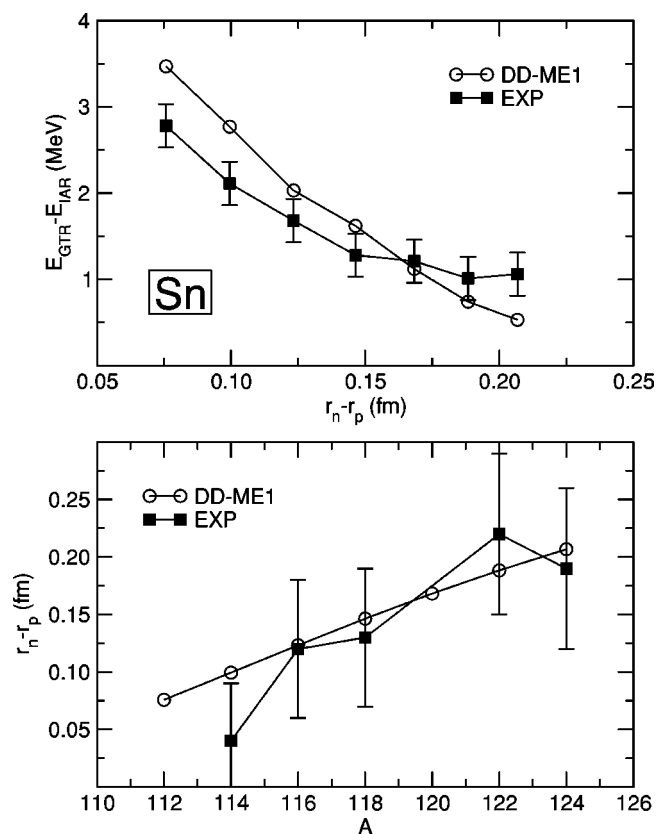 4
3
2
1
E_GTR-E_IAR (MeV)
DD-ME1
EXP
Sn
0.05 0.10 0.15 0.20 0.25
r_n-r_p (fm)
0.25
0.20
0.15
0.10
0.05
r_n-r_p (fm)
DD-ME1
EXP
110 112 114 116 118 120 122 124 126
A